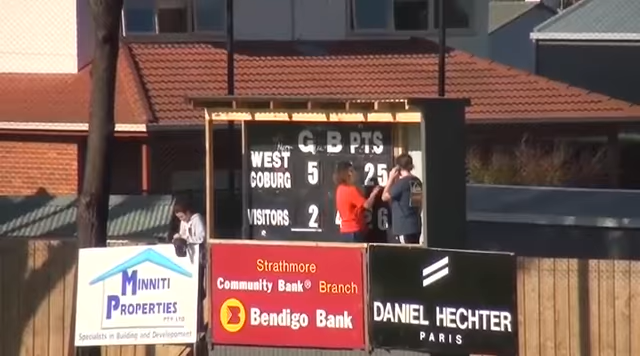 G B PTS
WEST
COBURG 5 25
VISITORS 2
MINNITI
PROPERTIES
PTY LTD
Specialists in Building and Development
Strathmore
Community Bank® Branch
Bendigo Bank
DANIEL HECHTER
PARIS